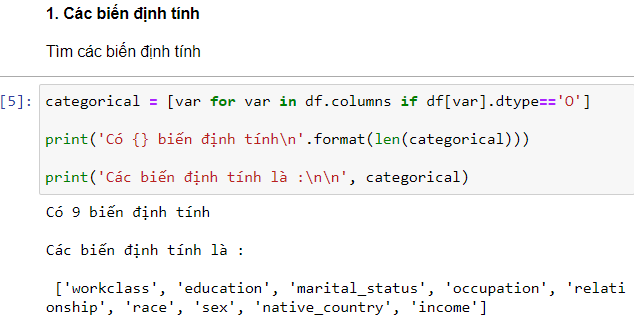 1. Các biến định tính
Tìm các biến định tính
[5]: categorical = [var for var in df.columns if df[var].dtype=='O']
print('Có {} biến định tính\n'.format(len(categorical)))
print('Các biến định tính là :\n\n', categorical)
Có 9 biến định tính
Các biến định tính là :
['workclass', 'education', 'marital_status', 'occupation', 'relati
onship', 'race', 'sex', 'native_country', 'income']